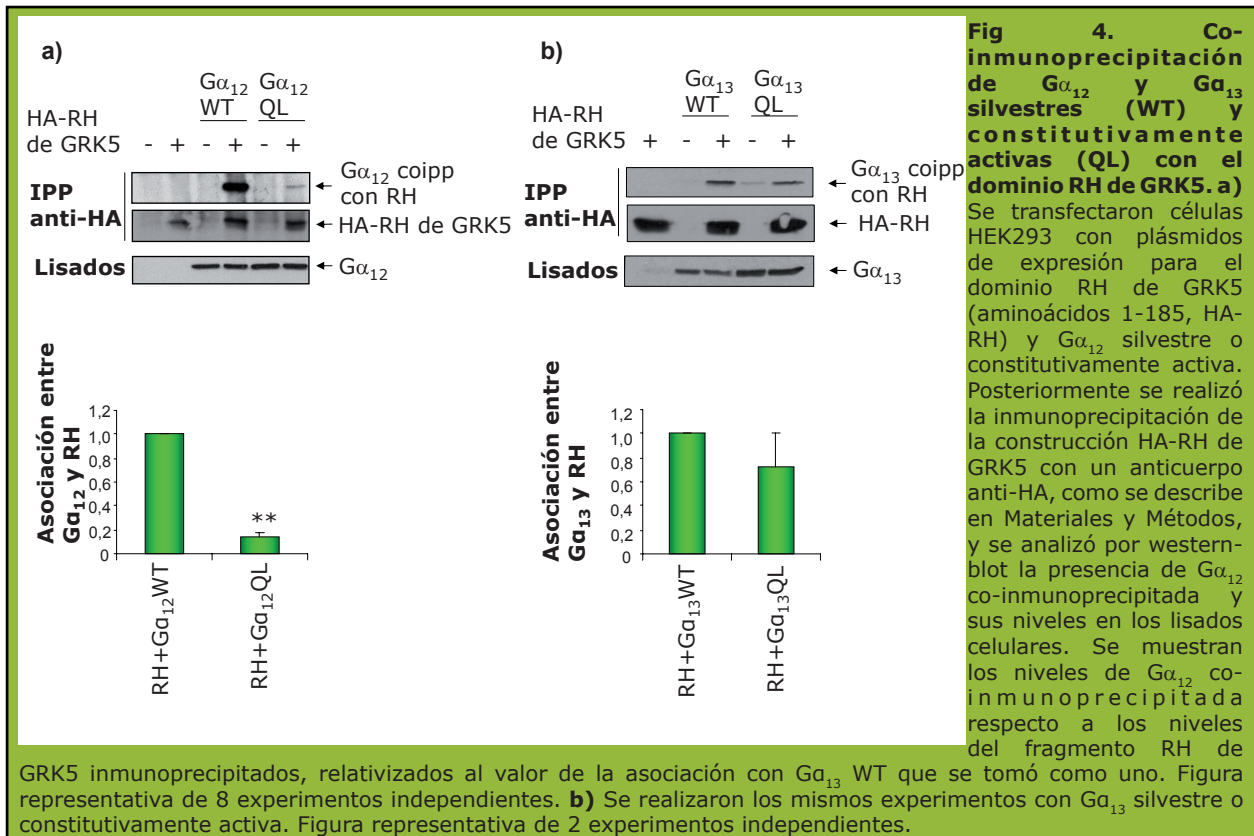 a)
Gα12 Gα12
WT QL
HA-RH
de GRK5 - + - + - +
IPP
anti-HA
Gα12 coipp
con RH
HA-RH de GRK5
Lisados
Gα12
Asociación entre
Gα12 y RH
1,2
1,0
0,8
0,6
0,4
0,2
0
**
RH+Gα12WT
RH+Gα12QL
b)
Gα13 Gα13
WT QL
HA-RH
de GRK5 + - + - +
IPP
anti-HA
Gα13 coipp
con RH
HA-RH
Lisados
Gα13
Asociación entre
Gα13 y RH
1,2
1,0
0,8
0,6
0,4
0,2
0
RH+Gα13WT
RH+Gα13QL
Fig 4. Co-
inmunoprecipitación
de Gα12 y Gα13
silvestres (WT) y
constitutivamente
activas (QL) con el
dominio RH de GRK5. a)
Se transfectaron células
HEK293 con plásmidos
de expresión para el
dominio RH de GRK5
(aminoácidos 1-185, HA-
RH) y Gα12 silvestre o
constitutivamente activa.
Posteriormente se realizó
la inmunoprecipitación de
la construcción HA-RH de
GRK5 con un anticuerpo
anti-HA, como se describe
en Materiales y Métodos,
y se analizó por western-
blot la presencia de Gα12
co-inmunoprecipitada y
sus niveles en los lisados
celulares. Se muestran
los niveles de Gα12 co-
inmunoprecipitada
respecto a los niveles
del fragmento RH de
GRK5 inmunoprecipitados, relativizados al valor de la asociación con Gα13 WT que se tomó como uno. Figura
representativa de 8 experimentos independientes. b) Se realizaron los mismos experimentos con Gα13 silvestre o
constitutivamente activa. Figura representativa de 2 experimentos independientes.